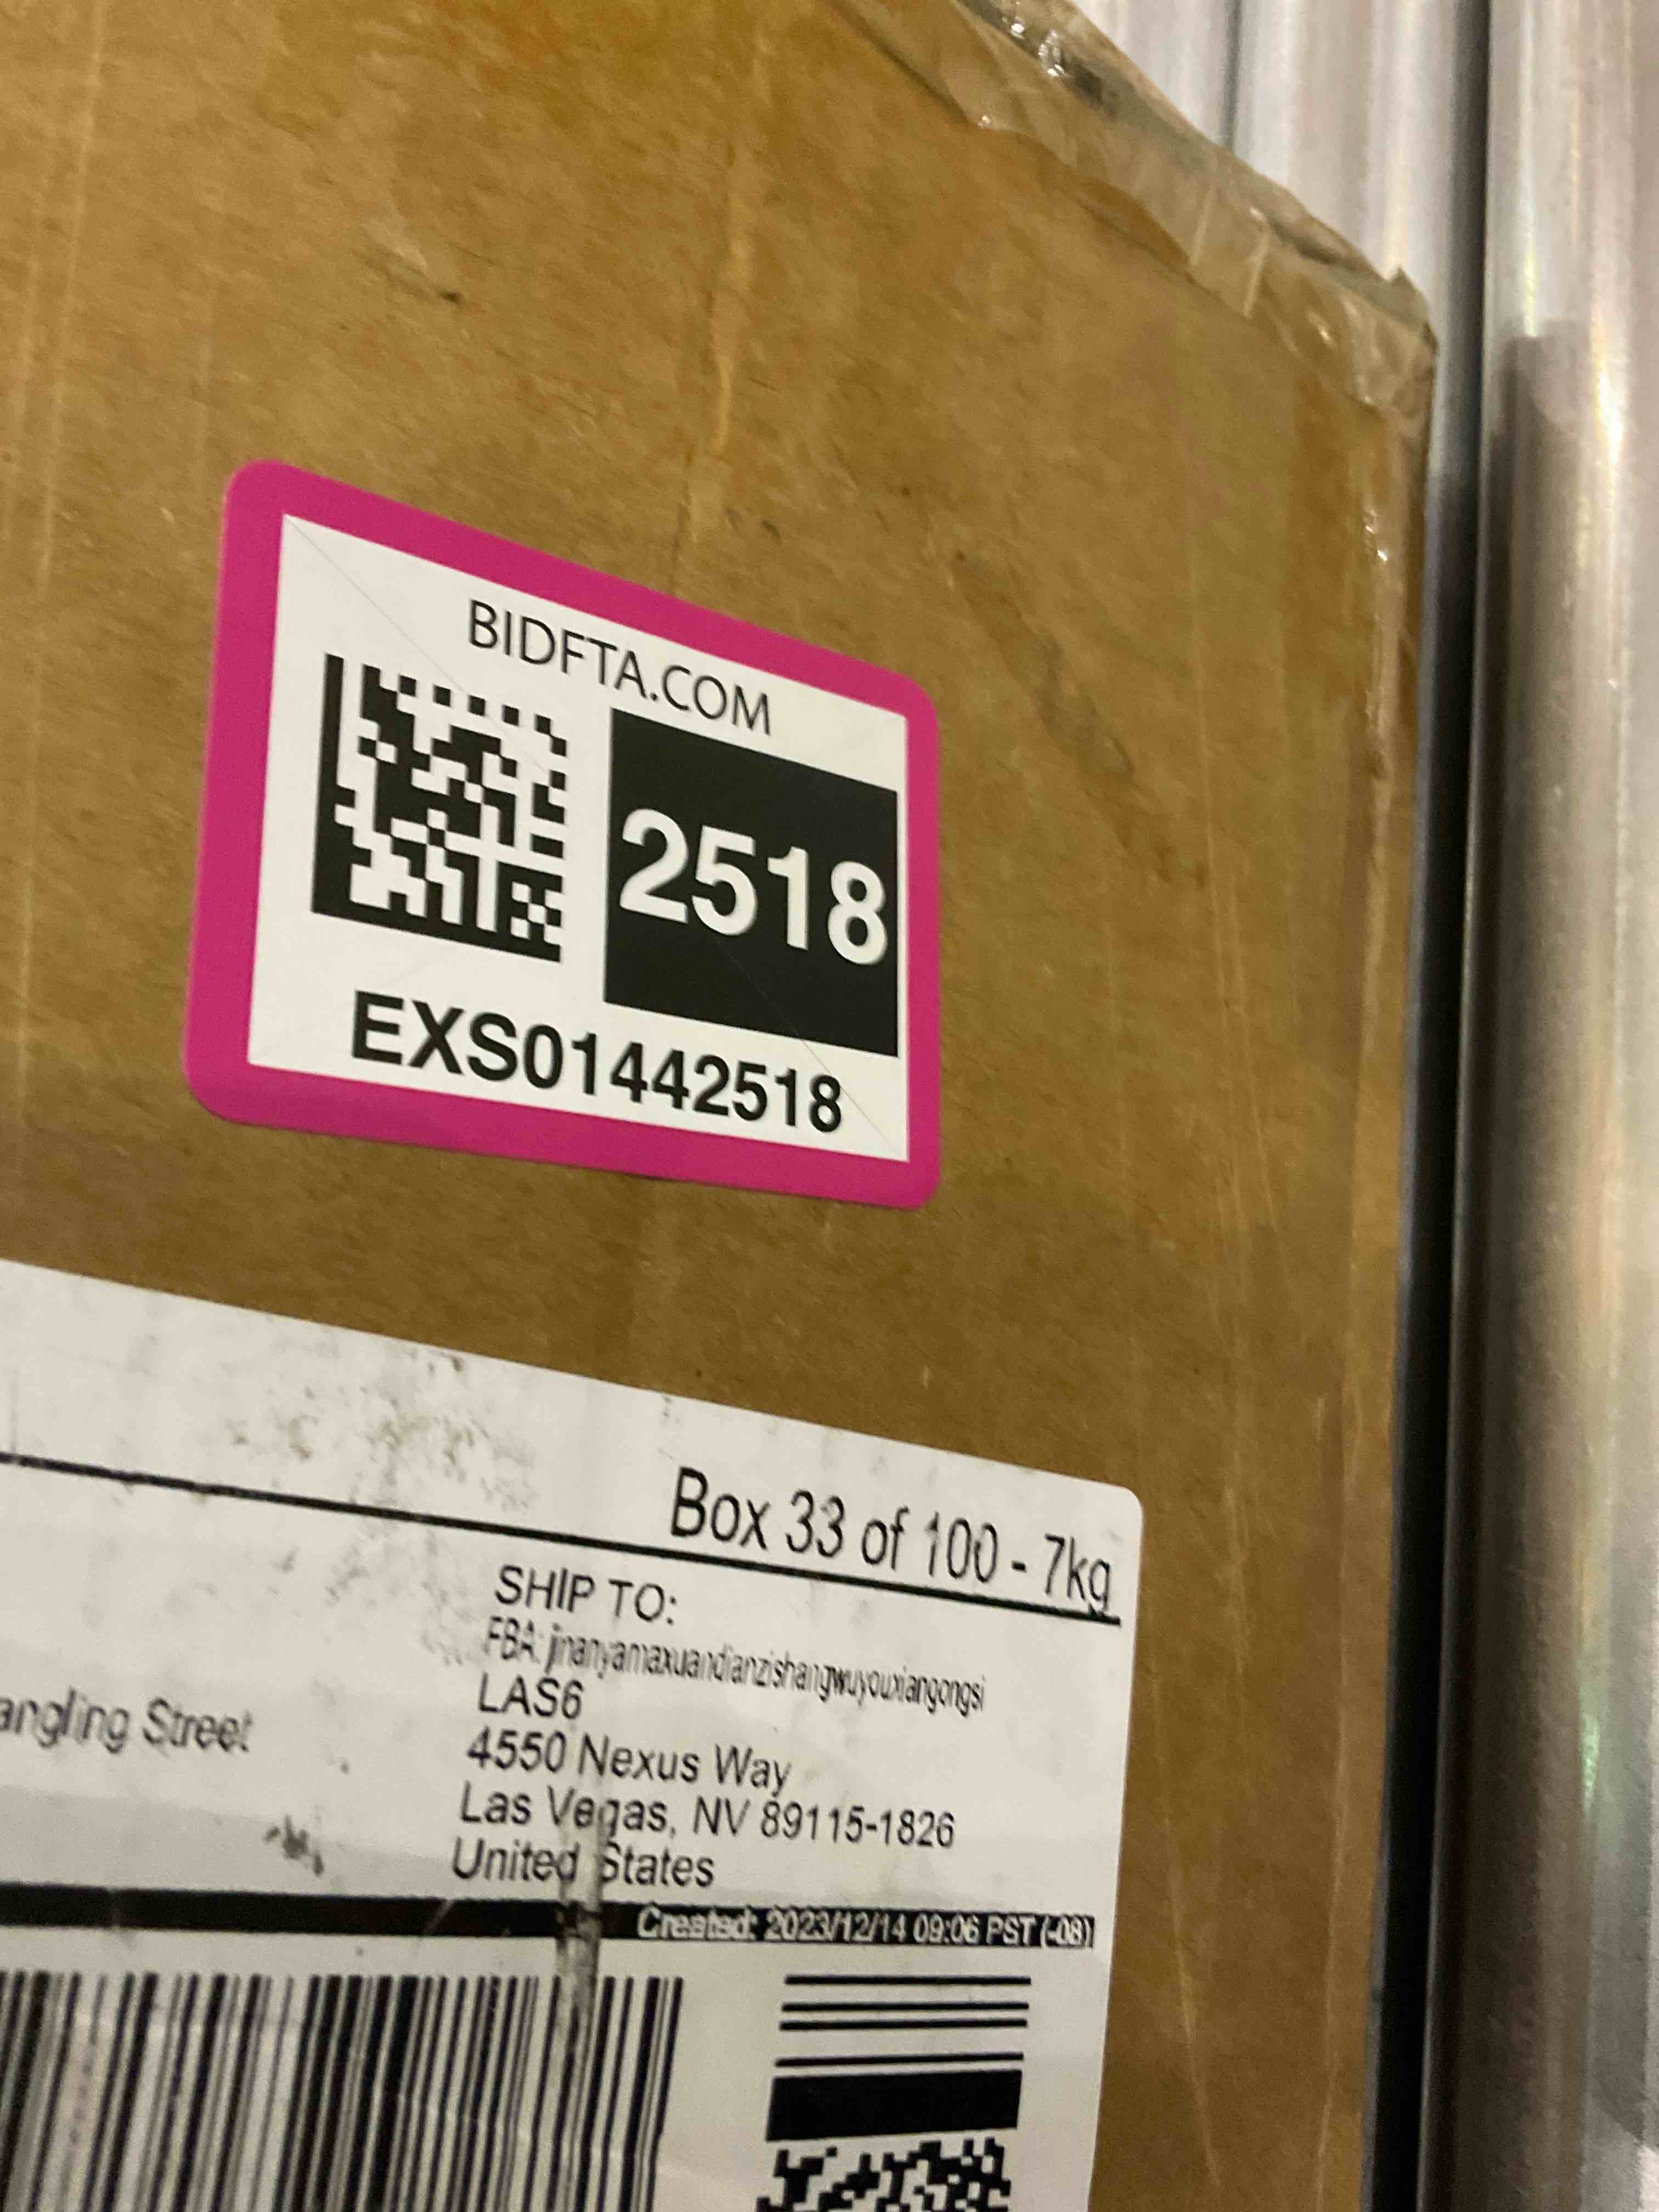 BIDFTA.COM
2518
EXS01442518
Box 33 of 100 - 7kg
SHIP TO:
FBA: jinanyamaxuandianzishangwuyouxiangongsi
LAS6
4550 Nexus Way
Las Vegas, NV 89115-1826
United States
angling Street
Created: 2023/12/14 09:06 PST (-08)